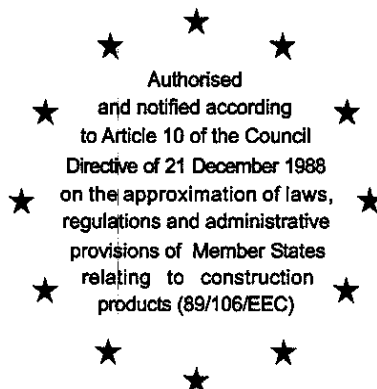 Authorised
and notified according
to Article 10 of the Council
Directive of 21 December 1988
on the approximation of laws,
regulations and administrative
provisions of Member States
relating to construction
products (89/106/EEC)